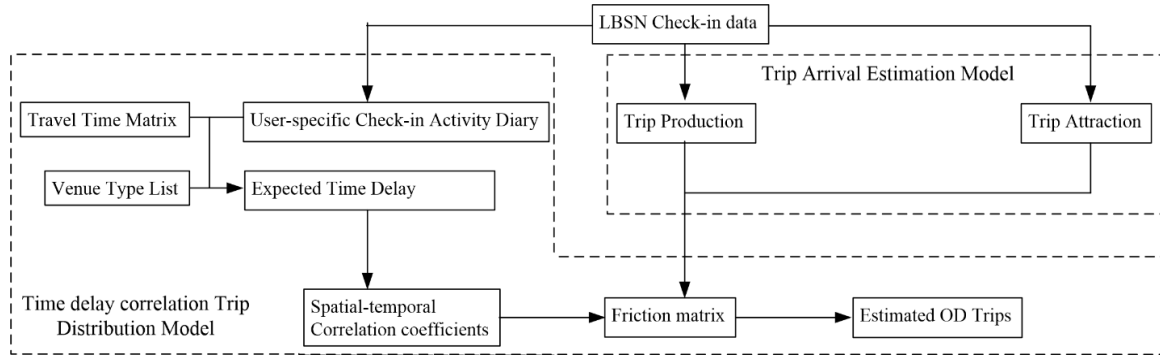 LBSN Check-in data
Trip Arrival Estimation Model
Travel Time Matrix
User-specific Check-in Activity Diary
Trip Production
Trip Attraction
Venue Type List
Expected Time Delay
Time delay correlation Trip
Distribution Model
Spatial-temporal
Correlation coefficients
Friction matrix
Estimated OD Trips